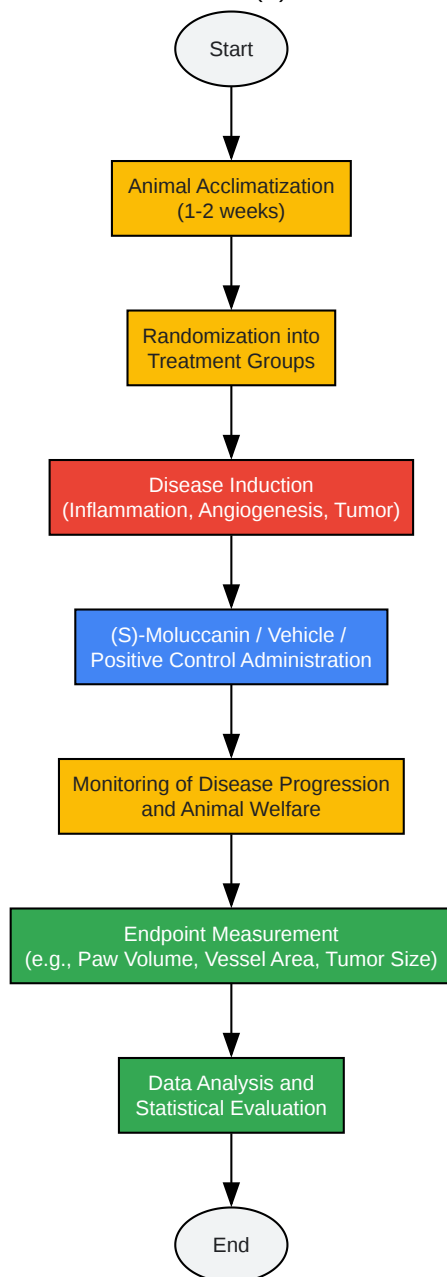 Start
Animal Acclimatization
(1-2 weeks)
Randomization into
Treatment Groups
Disease Induction
(Inflammation, Angiogenesis, Tumor)
(S)-Moluccanin / Vehicle /
Positive Control Administration
Monitoring of Disease Progression
and Animal Welfare
Endpoint Measurement
(e.g., Paw Volume, Vessel Area, Tumor Size)
Data Analysis and
Statistical Evaluation
End